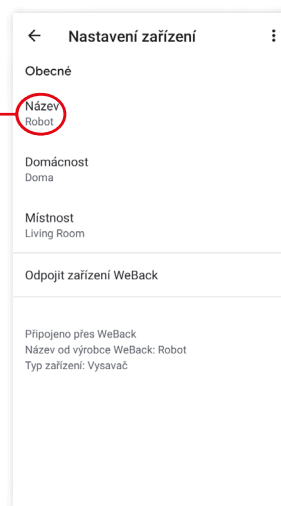 Nastavení zařízení
Obecné
Název
Robot
Domácnost
Doma
Místnost
Living Room
Odpojit zařízení WeBack
Připojeno přes WeBack
Název od výrobce WeBack: Robot
Typ zařízení: Vysavač